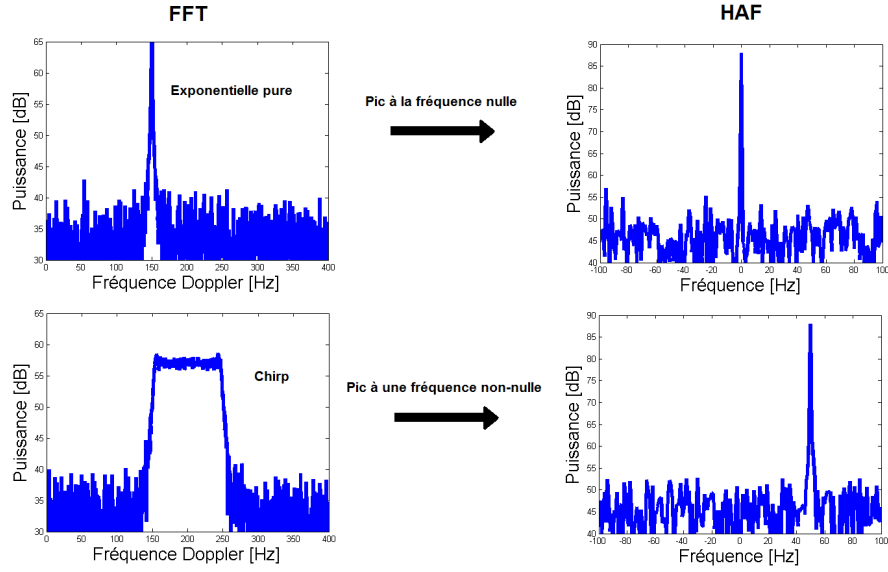 FFT
HAF
65
60
55
50
45
40
35
30
0 50 100 150 200 250 300 350 400
Puissance [dB]
Fréquence Doppler [Hz]
Exponentielle pure
Pic à la fréquence nulle
90
85
80
75
70
65
60
55
50
45
40
-100 -80 -60 -40 -20 0 20 40 60 80 100
Puissance [dB]
Fréquence [Hz]
65
60
55
50
45
40
35
30
0 50 100 150 200 250 300 350 400
Puissance [dB]
Fréquence Doppler [Hz]
Chirp
Pic à une fréquence non-nulle
90
85
80
75
70
65
60
55
50
45
40
-100 -80 -60 -40 -20 0 20 40 60 80 100
Puissance [dB]
Fréquence [Hz]